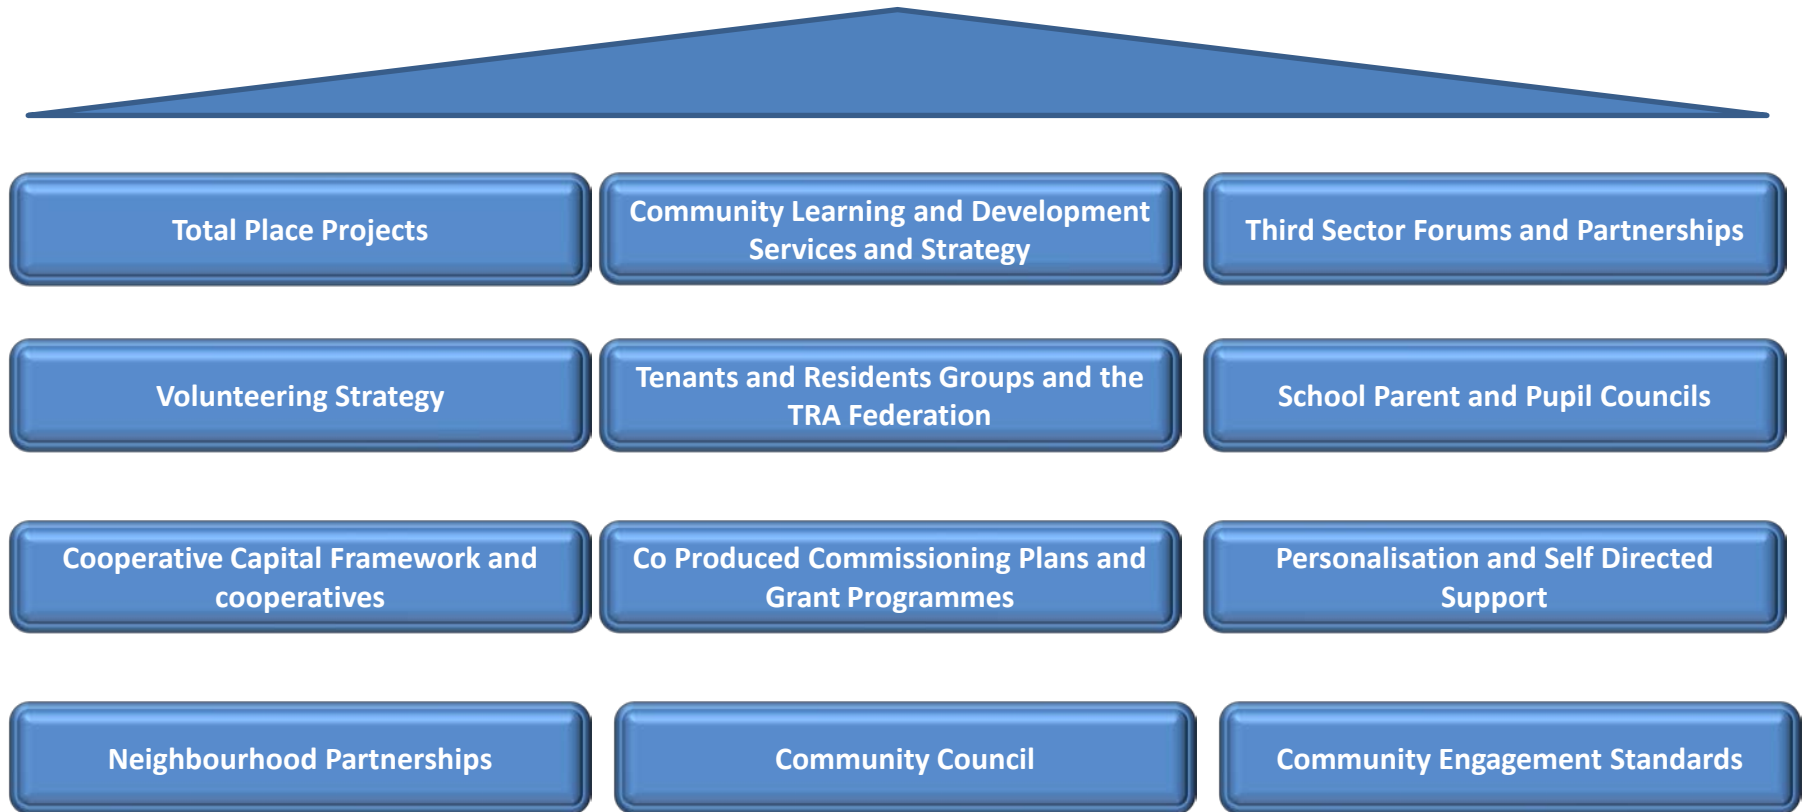 Total Place Projects
Community Learning and Development
Services and Strategy
Third Sector Forums and Partnerships
Volunteering Strategy
Tenants and Residents Groups and the
TRA Federation
School Parent and Pupil Councils
Cooperative Capital Framework and
cooperatives
Co Produced Commissioning Plans and
Grant Programmes
Personalisation and Self Directed
Support
Neighbourhood Partnerships
Community Council
Community Engagement Standards